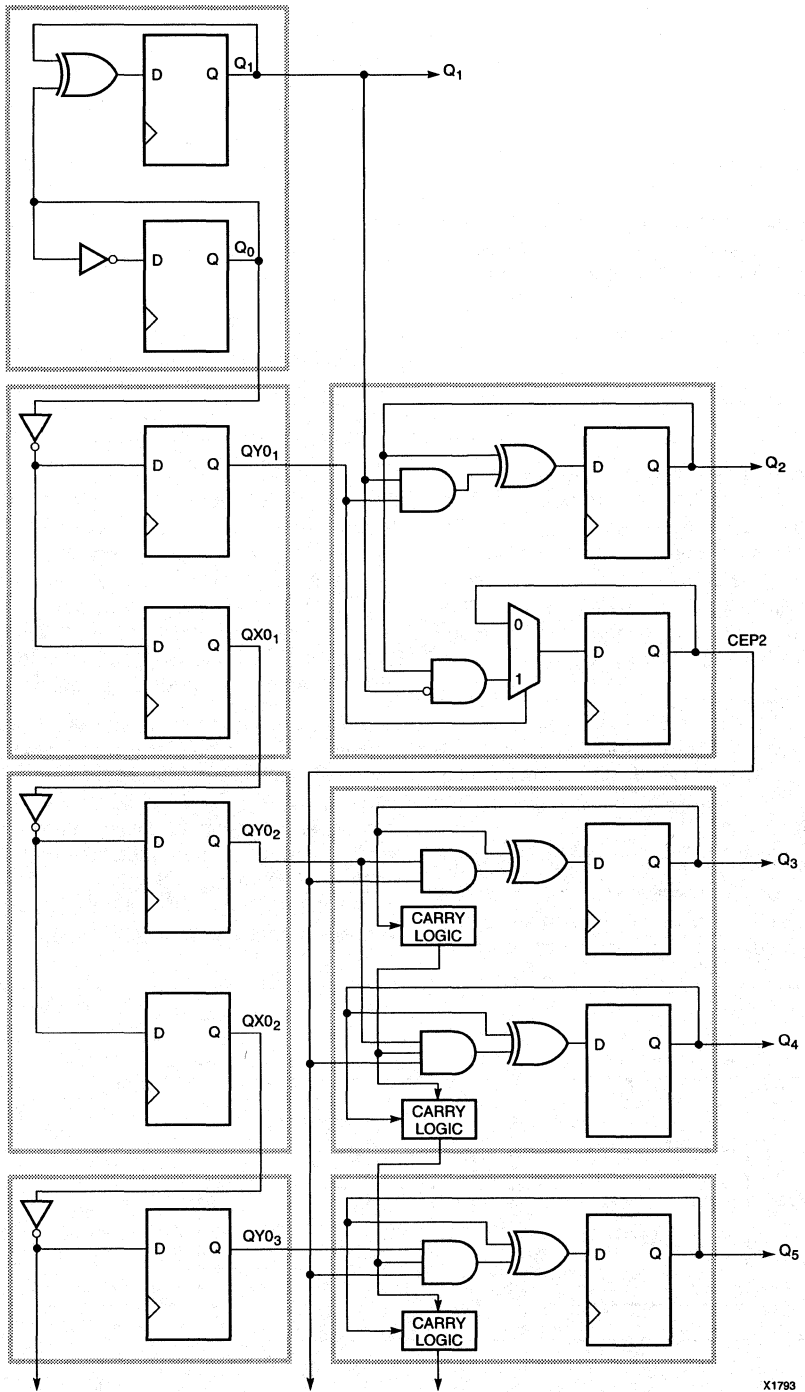 D Q Q₁ Q₁
D Q Q₀
D Q QY0₁
D Q Q₂
D Q QX0₁
0
1
D Q CEP2
D Q QY0₂
D Q Q₃
CARRY
LOGIC
D Q QX0₂
D Q Q₄
CARRY
LOGIC
D Q QY0₃
D Q Q₅
CARRY
LOGIC
X1793